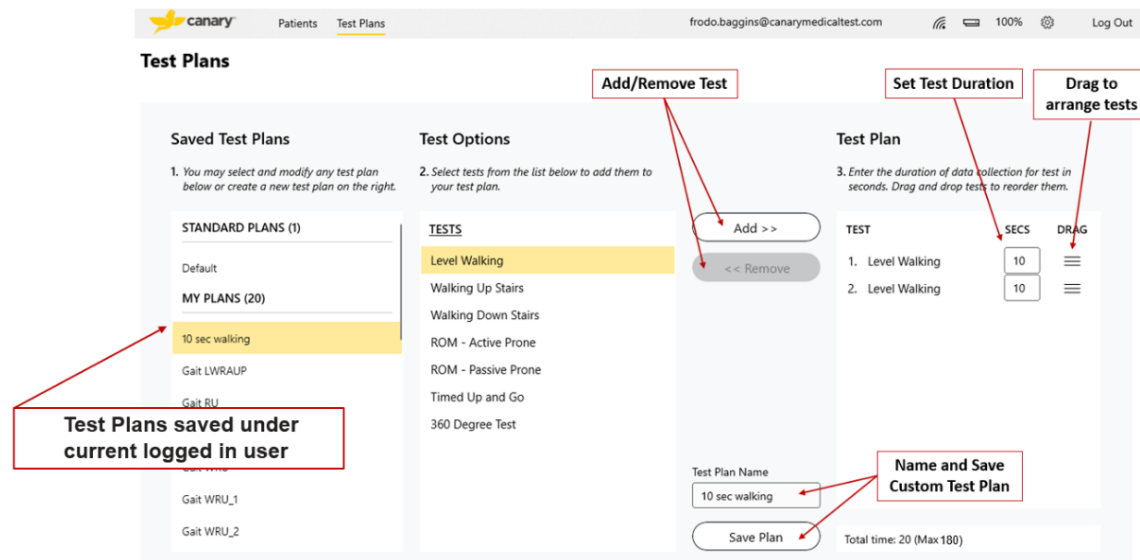 canary
Patients
Test Plans
frodo.baggins@canarymedicaltest.com
100%
Log Out
Test Plans
Add/Remove Test
Set Test Duration
Drag to
arrange tests
Saved Test Plans
1. You may select and modify any test plan
below or create a new test plan on the right.
STANDARD PLANS (1)
Default
MY PLANS (20)
10 sec walking
Gait LWRAUP
Gait RU
Test Plans saved under
current logged in user
Gait WRU_1
Gait WRU_2
Test Options
2. Select tests from the list below to add them to
your test plan.
TESTS
Level Walking
Walking Up Stairs
Walking Down Stairs
ROM - Active Prone
ROM - Passive Prone
Timed Up and Go
360 Degree Test
Add >>
<< Remove
Test Plan Name
10 sec walking
Save Plan
Name and Save
Custom Test Plan
Test Plan
3. Enter the duration of data collection for test in
seconds. Drag and drop tests to reorder them.
TEST SECS DRAG
1. Level Walking 10
2. Level Walking 10
Total time: 20 (Max 180)